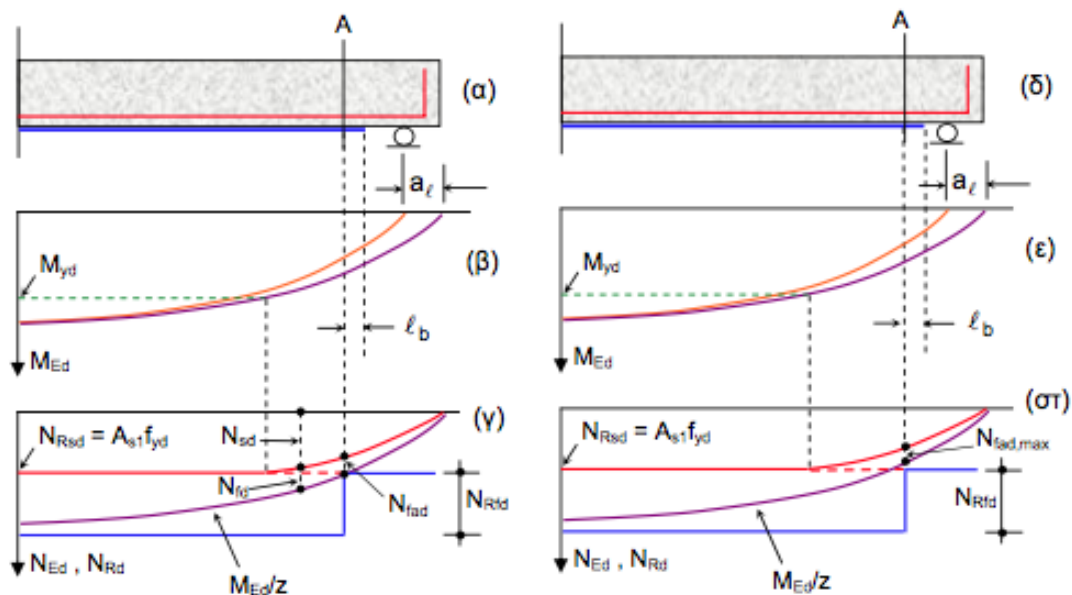 A
(α)
a_ℓ
M_yd
(β)
ℓ_b
M_Ed
N_Rsd = A_s1f_yd
N_sd
(γ)
N_fd
N_fad
N_Rfd
N_Ed , N_Rd
M_Ed/z
A
(δ)
a_ℓ
M_yd
(ε)
ℓ_b
M_Ed
N_Rsd = A_s1f_yd
(στ)
N_fad,max
N_Rfd
N_Ed , N_Rd
M_Ed/z